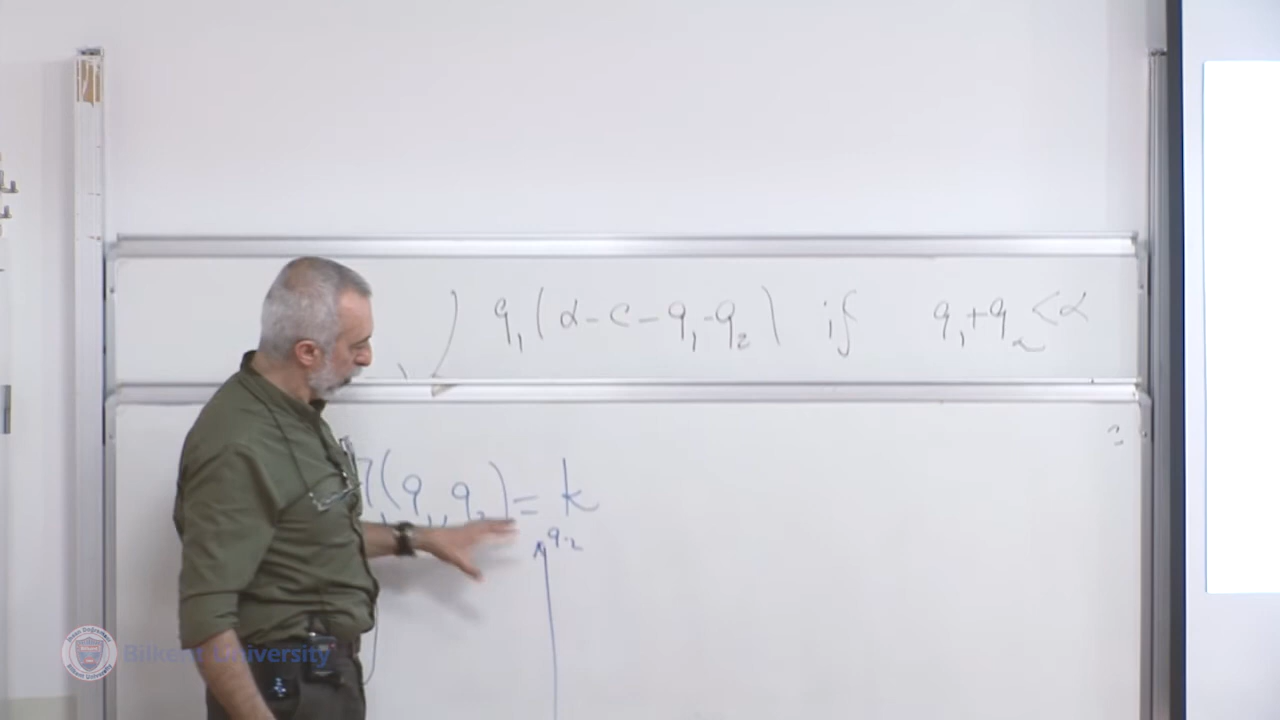 q₁(α-c-q₁-q₂) if q₁+q₂<α
(q₁, q₂) = k
q₂
Bilkent University